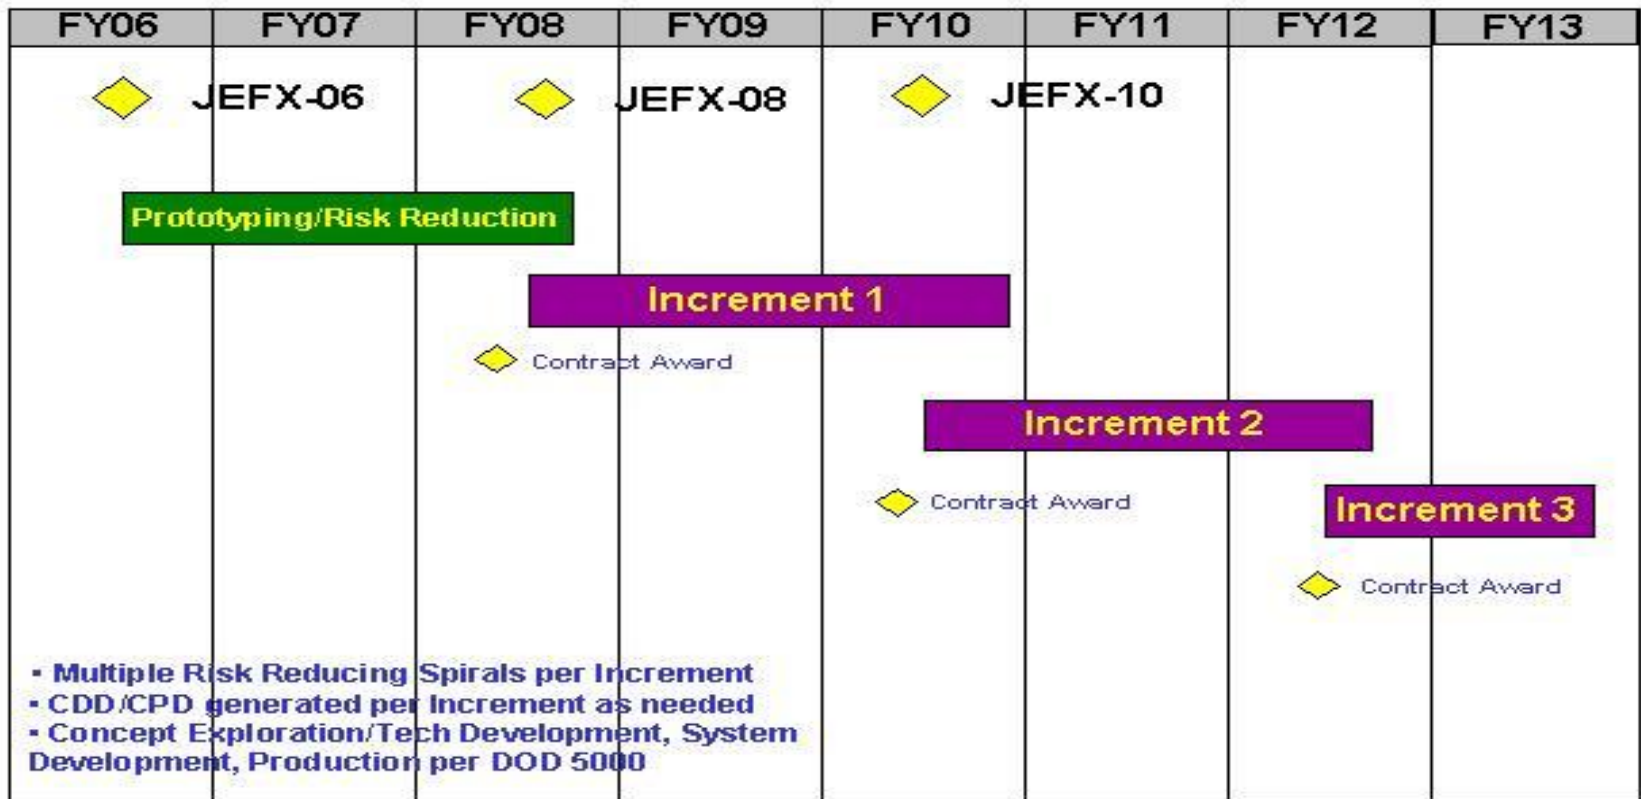 FY06 FY07 FY08 FY09 FY10 FY11 FY12 FY13
JEFX-06 JEFX-08 JEFX-10
Prototyping/Risk Reduction
Increment 1
Contract Award
Increment 2
Contract Award
Increment 3
Contract Award
▪ Multiple Risk Reducing Spirals per Increment
▪ CDD/CPD generated per Increment as needed
▪ Concept Exploration/Tech Development, System
Development, Production per DOD 5000